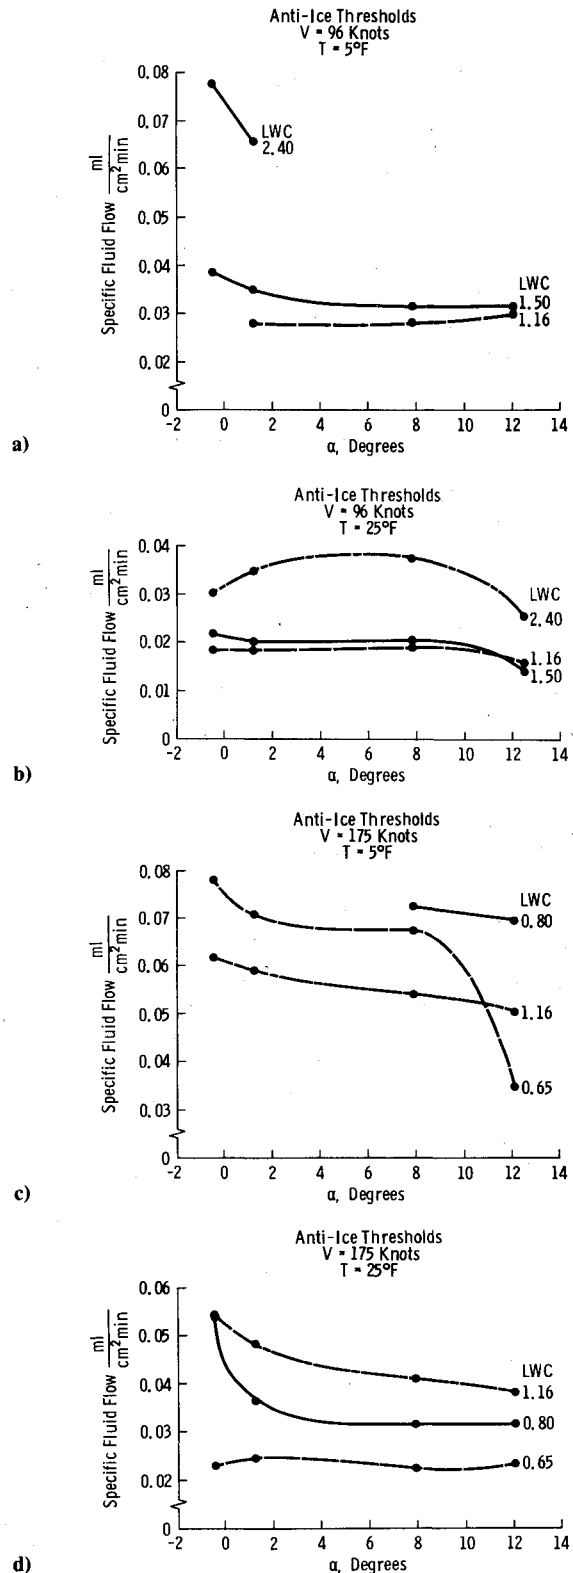 Anti-Ice Thresholds
V = 96 Knots
T = 5°F
Specific Fluid Flow ml/cm²min
0.08
0.07
0.06
0.05
0.04
0.03
0.02
0
LWC
2.40
LWC
1.50
1.16
-2 0 2 4 6 8 10 12 14
α, Degrees
a)
Anti-Ice Thresholds
V = 96 Knots
T = 25°F
Specific Fluid Flow ml/cm²min
0.04
0.03
0.02
0.01
0
LWC
2.40
1.16
1.50
-2 0 2 4 6 8 10 12 14
α, Degrees
b)
Anti-Ice Thresholds
V = 175 Knots
T = 5°F
Specific Fluid Flow ml/cm²min
0.08
0.07
0.06
0.05
0.04
0.03
0
LWC
0.80
1.16
0.65
-2 0 2 4 6 8 10 12 14
α, Degrees
c)
Anti-Ice Thresholds
V = 175 Knots
T = 25°F
Specific Fluid Flow ml/cm²min
0.06
0.05
0.04
0.03
0.02
0
LWC
1.16
0.80
0.65
-2 0 2 4 6 8 10 12 14
α, Degrees
d)